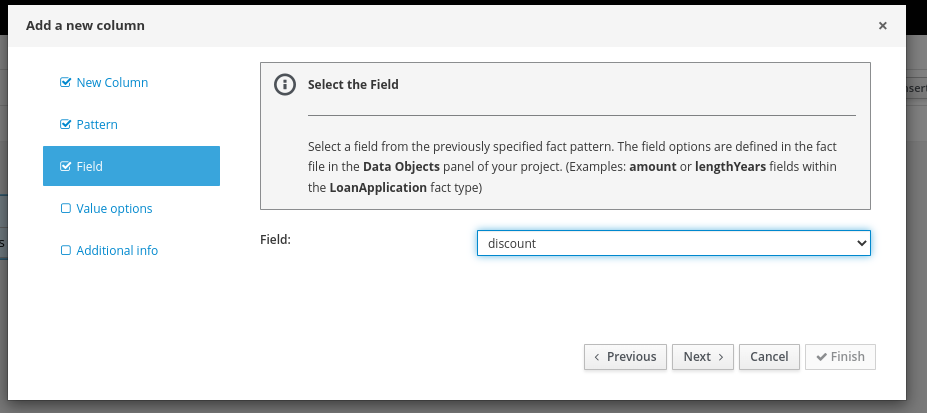 Add a new column
×
New Column
Pattern
Field
Value options
Additional info
Select the Field
Select a field from the previously specified fact pattern. The field options are defined in the fact
file in the Data Objects panel of your project. (Examples: amount or lengthYears fields within
the LoanApplication fact type)
Field:
discount
Previous
Next
Cancel
Finish